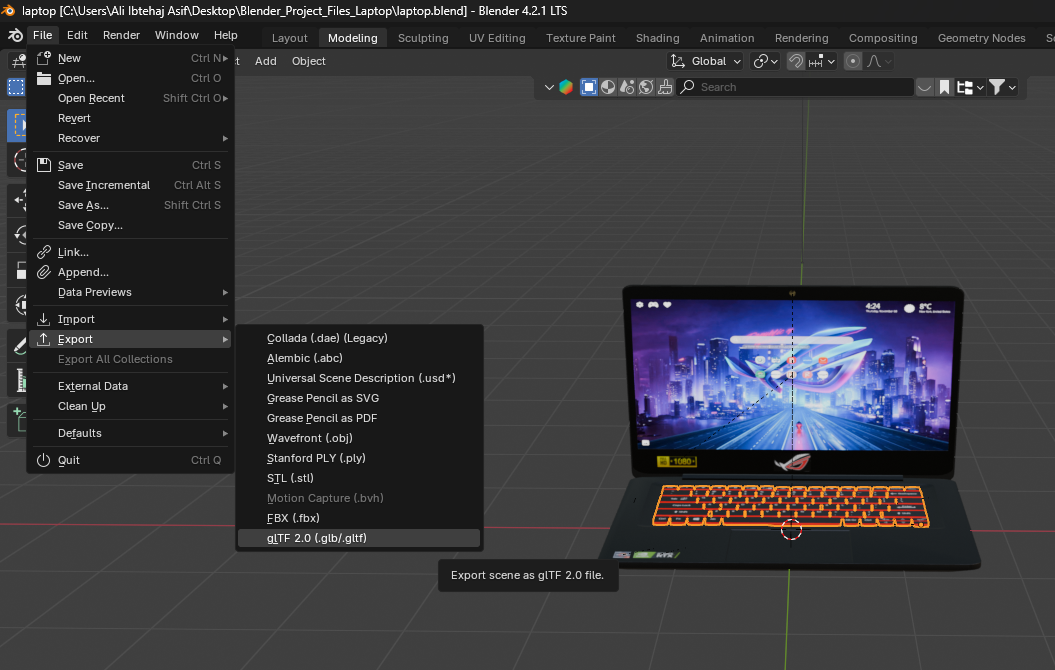 laptop [C:\Users\Ali Ibtehaj Asif\Desktop\Blender_Project_Files_Laptop\laptop.blend] - Blender 4.2.1 LTS
File Edit Render Window Help Layout Modeling Sculpting UV Editing Texture Paint Shading Animation Rendering Compositing Geometry Nodes
Add Object Global
Search
New Ctrl N
Open... Ctrl O
Open Recent Shift Ctrl O
Revert
Recover
Save Ctrl S
Save Incremental Ctrl Alt S
Save As... Shift Ctrl S
Save Copy...
Link...
Append...
Data Previews
Import
Export
Export All Collections
External Data
Clean Up
Defaults
Quit Ctrl Q
Collada (.dae) (Legacy)
Alembic (.abc)
Universal Scene Description (.usd*)
Grease Pencil as SVG
Grease Pencil as PDF
Wavefront (.obj)
Stanford PLY (.ply)
STL (.stl)
Motion Capture (.bvh)
FBX (.fbx)
glTF 2.0 (.glb/.gltf)
Export scene as glTF 2.0 file.
4:24 8°C
1080